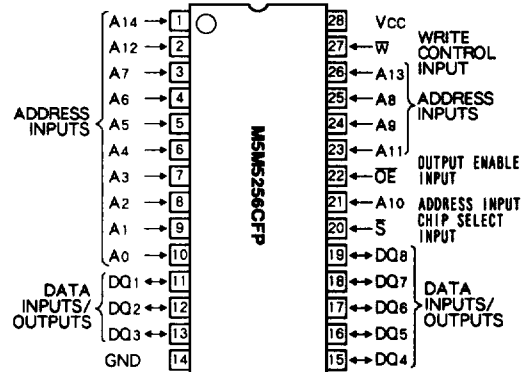 A14 1 28 VCC
A12 2 27 W̅ WRITE CONTROL INPUT
A7 3 26 A13
A6 4 25 A8
A5 5 24 A9
A4 6 23 A11
A3 7 22 O̅E̅ OUTPUT ENABLE INPUT
A2 8 21 A10 ADDRESS INPUT
A1 9 20 S̅ CHIP SELECT INPUT
A0 10 19 DQ8
DQ1 11 18 DQ7
DQ2 12 17 DQ6
DQ3 13 16 DQ5
GND 14 15 DQ4
ADDRESS
INPUTS
DATA
INPUTS/
OUTPUTS
M5M5256CFP
ADDRESS
INPUTS
DATA
INPUTS/
OUTPUTS